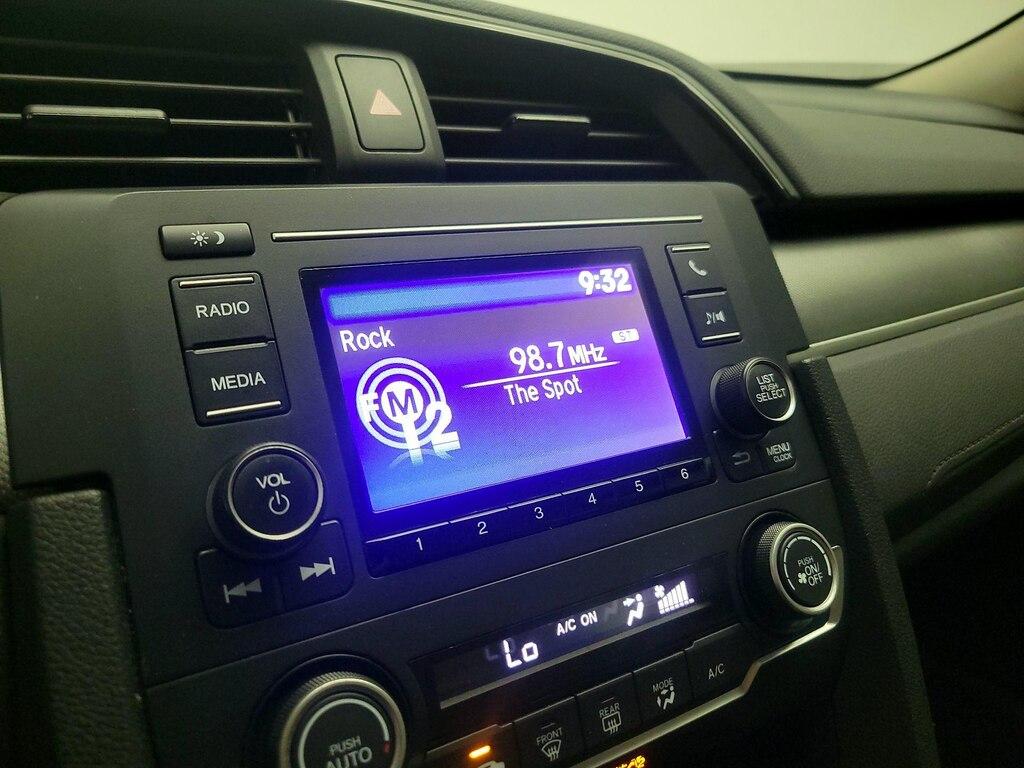 RADIO
MEDIA
VOL
9:32
Rock
ST
98.7 MHz
The Spot
FM
1 2 3 4 5 6
LIST
PUSH
SELECT
MENU
CLOCK
PUSH
ON/
OFF
Lo
A/C ON
PUSH
AUTO
FRONT
REAR
MODE
A/C